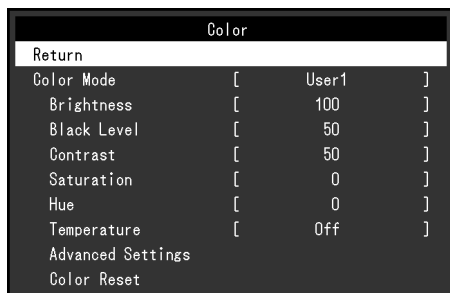 Color
Return
Color Mode [ User1 ]
Brightness [ 100 ]
Black Level [ 50 ]
Contrast [ 50 ]
Saturation [ 0 ]
Hue [ 0 ]
Temperature [ Off ]
Advanced Settings
Color Reset